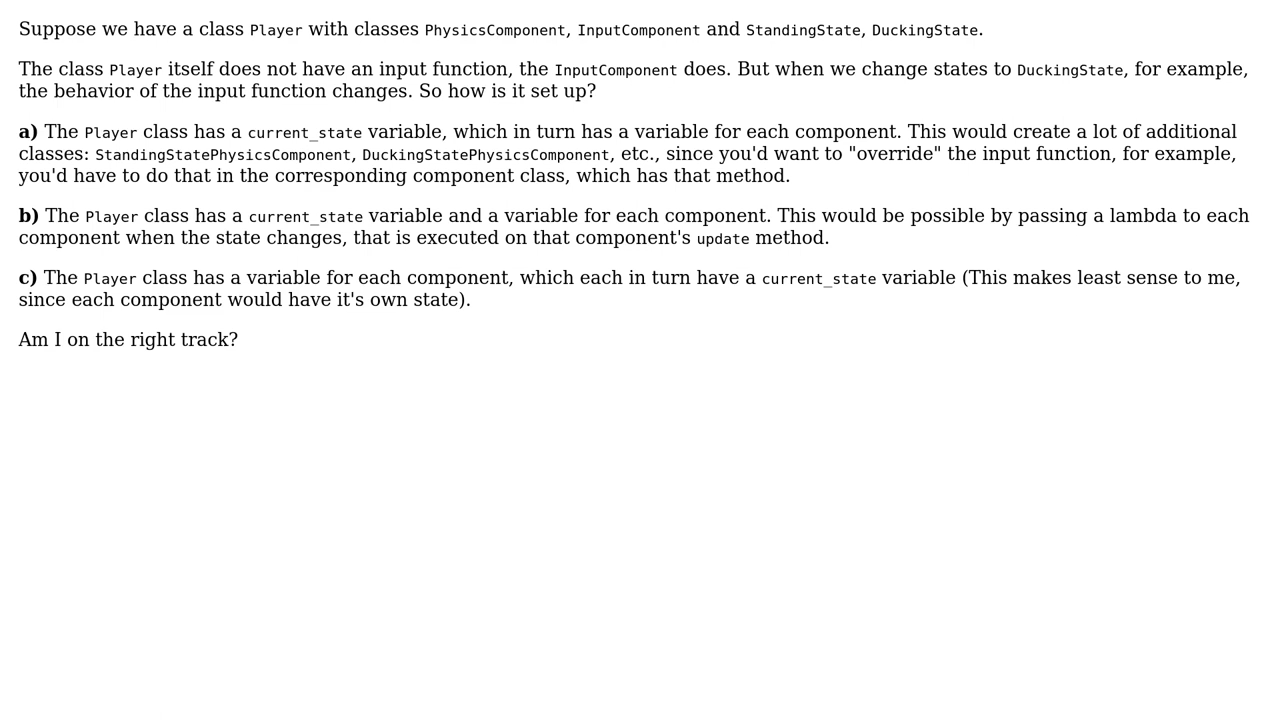 Suppose we have a class Player with classes PhysicsComponent, InputComponent and StandingState, DuckingState.
The class Player itself does not have an input function, the InputComponent does. But when we change states to DuckingState, for example,
the behavior of the input function changes. So how is it set up?
a) The Player class has a current_state variable, which in turn has a variable for each component. This would create a lot of additional
classes: StandingStatePhysicsComponent, DuckingStatePhysicsComponent, etc., since you'd want to "override" the input function, for example,
you'd have to do that in the corresponding component class, which has that method.
b) The Player class has a current_state variable and a variable for each component. This would be possible by passing a lambda to each
component when the state changes, that is executed on that component's update method.
c) The Player class has a variable for each component, which each in turn have a current_state variable (This makes least sense to me,
since each component would have it's own state).
Am I on the right track?